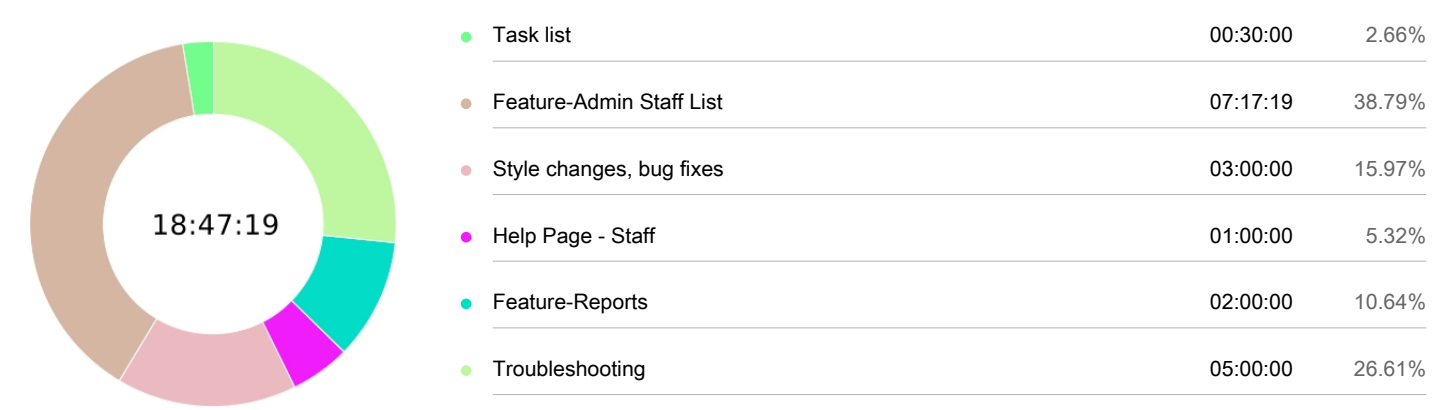 18:47:19
Task list 00:30:00 2.66%
Feature-Admin Staff List 07:17:19 38.79%
Style changes, bug fixes 03:00:00 15.97%
Help Page - Staff 01:00:00 5.32%
Feature-Reports 02:00:00 10.64%
Troubleshooting 05:00:00 26.61%